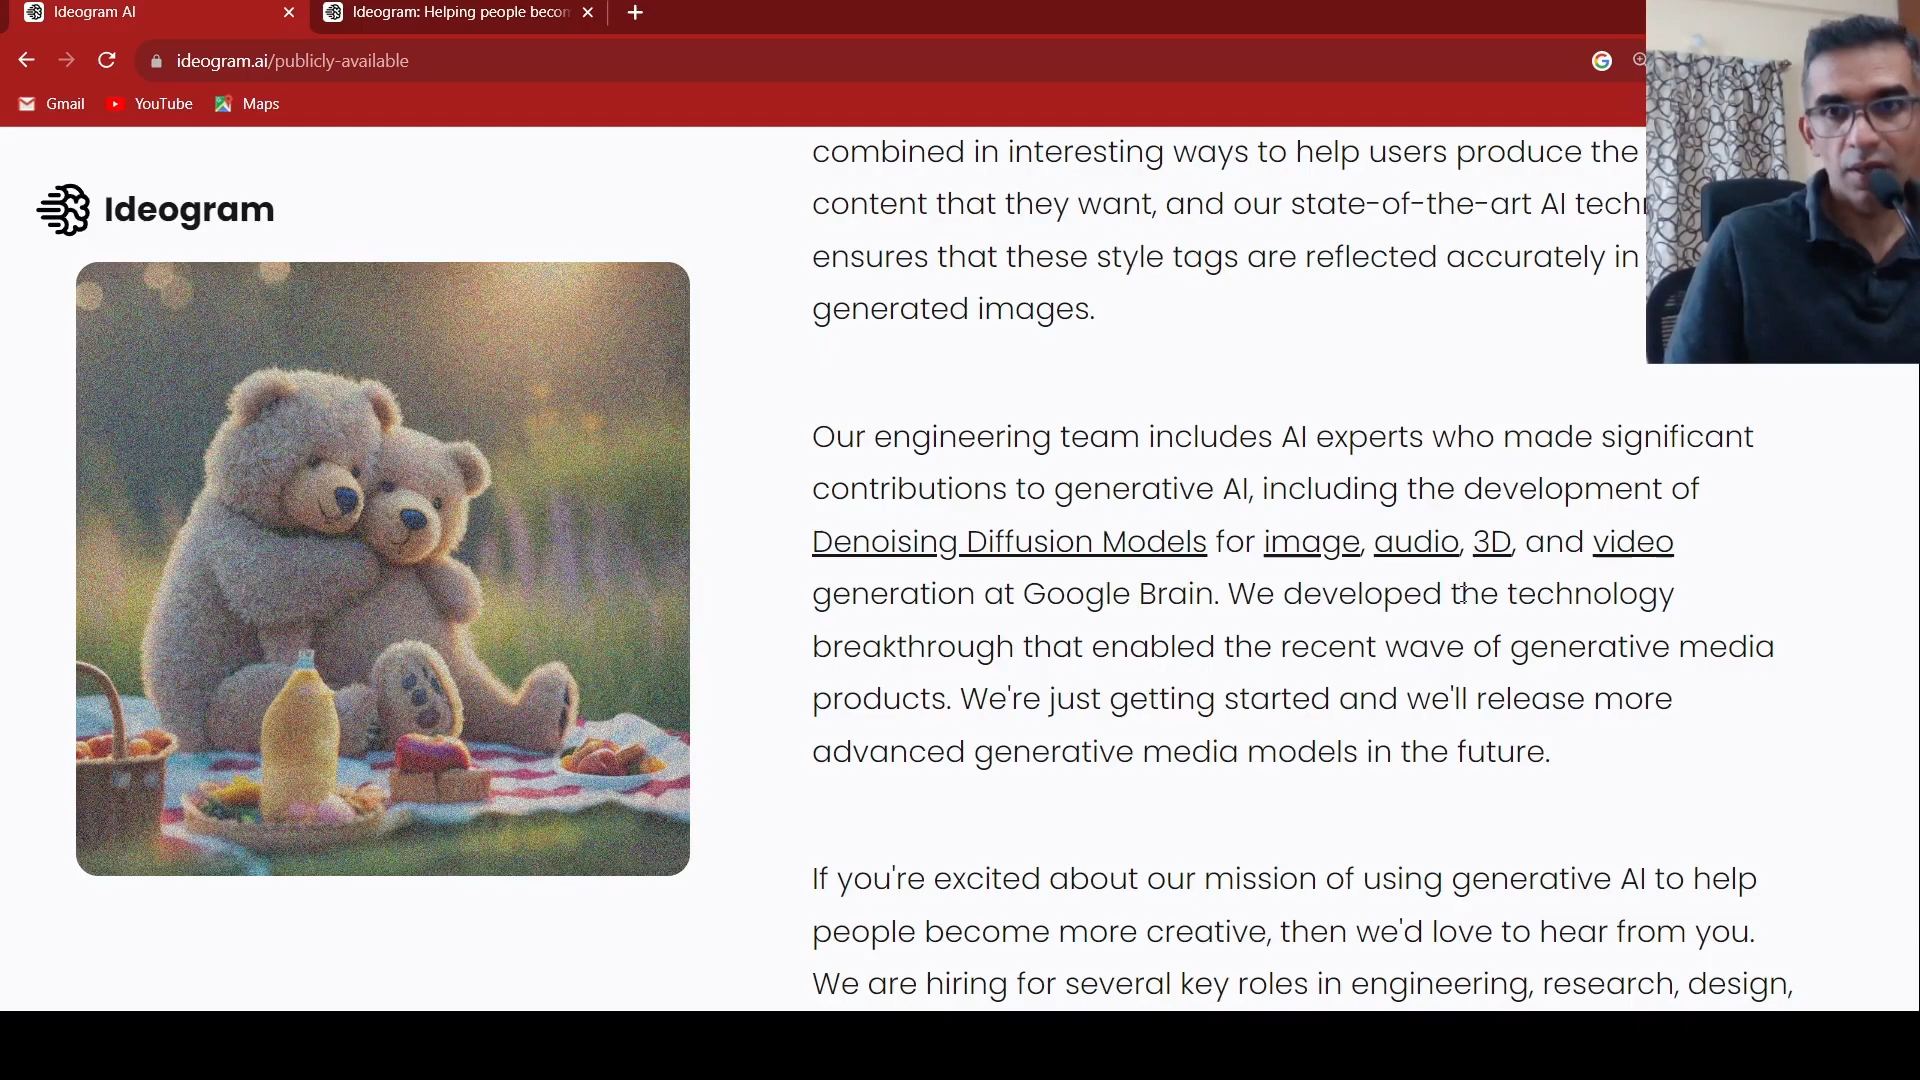 Ideogram AI
Ideogram: Helping people becom
ideogram.ai/publicly-available
Gmail
YouTube
Maps
Ideogram
combined in interesting ways to help users produce the
content that they want, and our state-of-the-art AI
ensures that these style tags are reflected accurately in
generated images.
Our engineering team includes AI experts who made significant
contributions to generative AI, including the development of
Denoising Diffusion Models for image, audio, 3D, and video
generation at Google Brain. We developed the technology
breakthrough that enabled the recent wave of generative media
products. We're just getting started and we'll release more
advanced generative media models in the future.
If you're excited about our mission of using generative AI to help
people become more creative, then we'd love to hear from you.
We are hiring for several key roles in engineering, research, design,